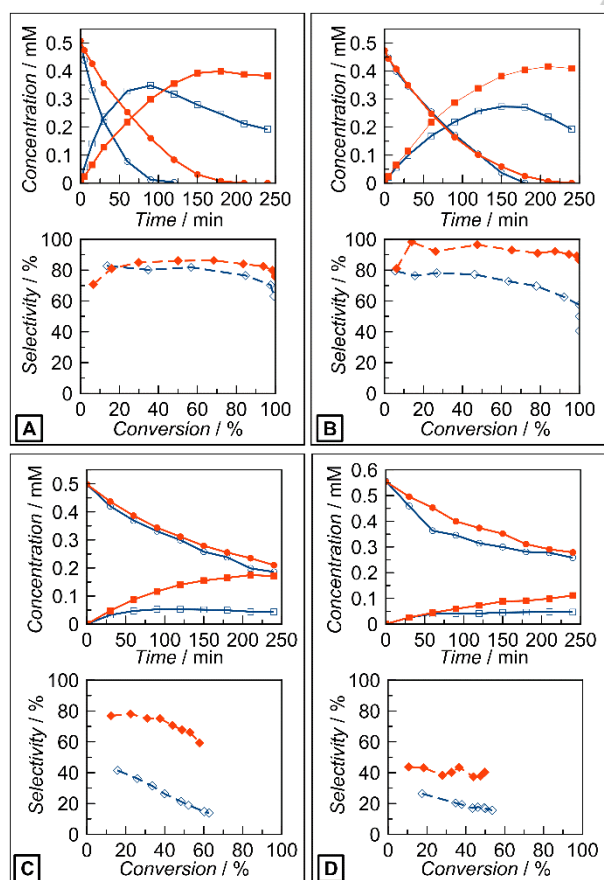 Concentration / mM
0.5
0.4
0.3
0.2
0.1
0
0 50 100 150 200 250
Time / min
Selectivity / %
100
80
60
40
20
0
0 20 40 60 80 100
Conversion / %
A
Concentration / mM
0.5
0.4
0.3
0.2
0.1
0
0 50 100 150 200 250
Time / min
Selectivity / %
100
80
60
40
20
0
0 20 40 60 80 100
Conversion / %
B
Concentration / mM
0.5
0.4
0.3
0.2
0.1
0
0 50 100 150 200 250
Time / min
Selectivity / %
100
80
60
40
20
0
0 20 40 60 80 100
Conversion / %
C
Concentration / mM
0.6
0.5
0.4
0.3
0.2
0.1
0
0 50 100 150 200 250
Time / min
Selectivity / %
100
80
60
40
20
0
0 20 40 60 80 100
Conversion / %
D